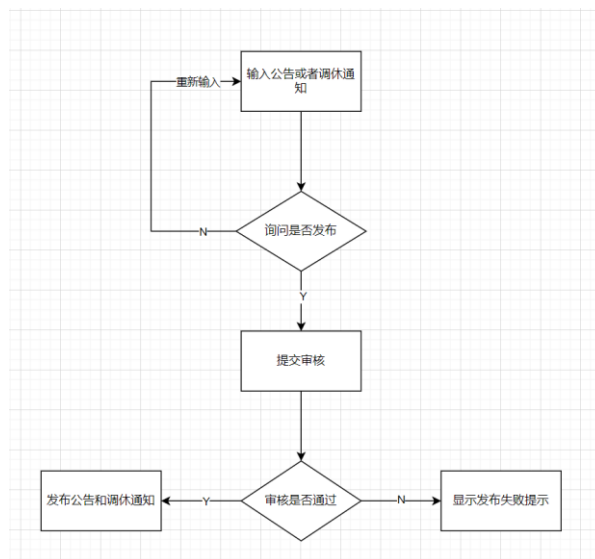 输入公告或者调休通
知
重新输入
询问是否发布
N
Y
提交审核
发布公告和调休通知
Y
审核是否通过
N
显示发布失败提示